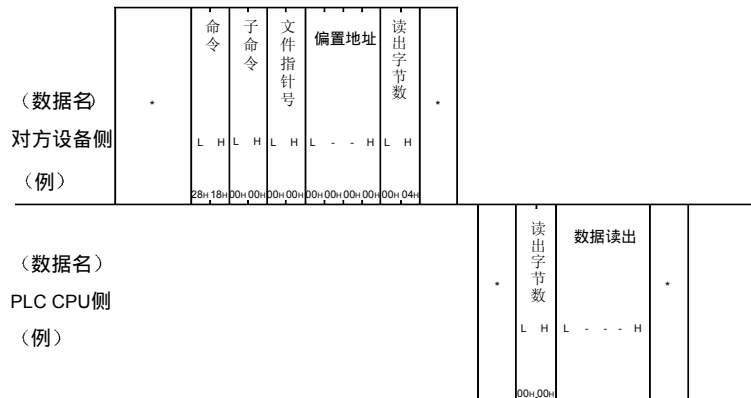 命令 子命令 文件指针号 偏置地址 读出字节数
（数据名） * *
对方设备侧 L H L H L H L - - H L H
（例） 28H 18H 00H 00H 00H 00H 00H 00H 00H 00H 00H 04H
读出字节数 数据读出
（数据名） * *
PLC CPU侧
（例） L H L - - - H
00H 00H